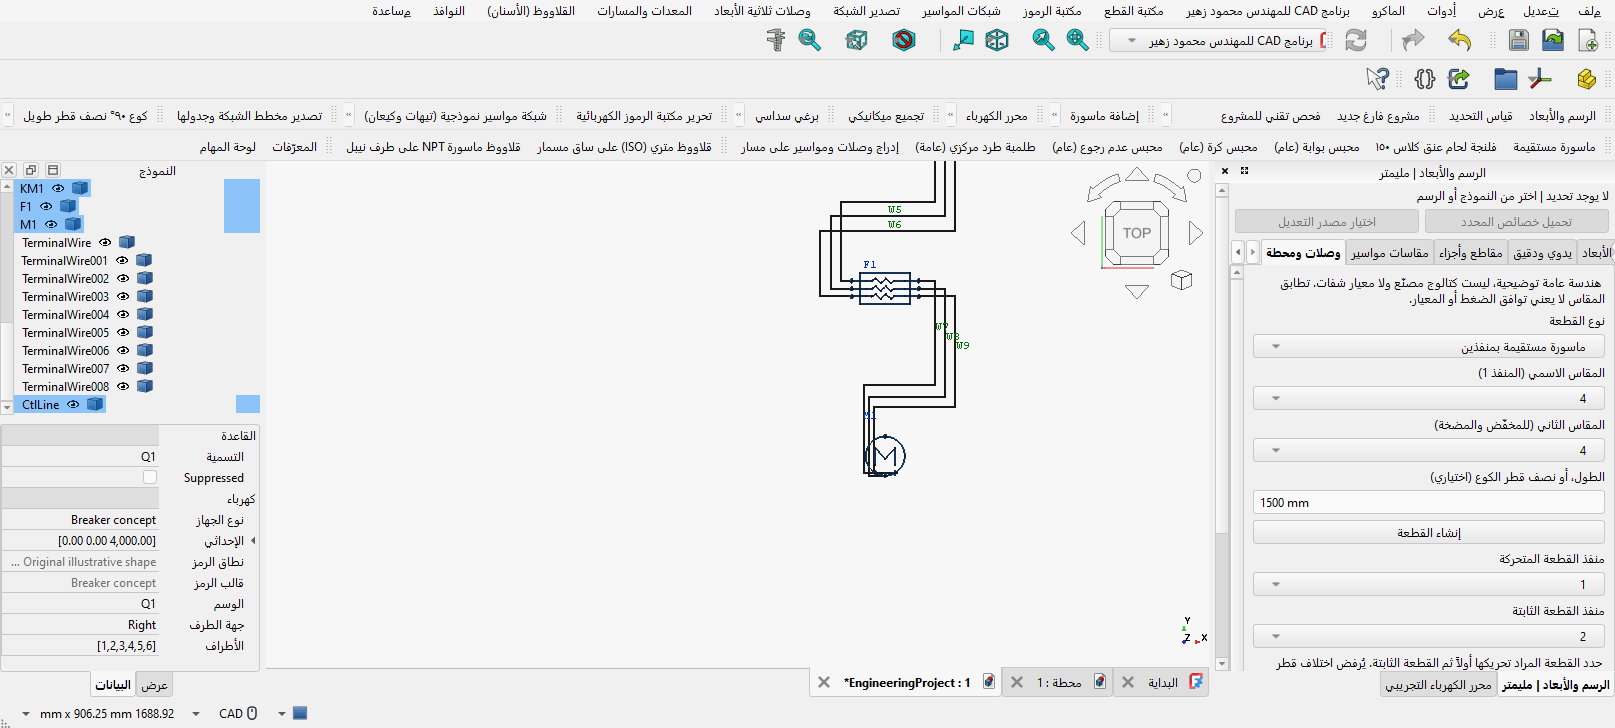 ملف
تعديل
عرض
أدوات
الماكرو
برنامج CAD للمهندس محمود زهير
مكتبة القطع
مكتبة الرموز
شبكات المواسير
تصدير الشبكة
وصلات ثلاثية الأبعاد
المعدات والمسارات
القلاووظ (الأسنان)
النوافذ
مساعدة
برنامج CAD للمهندس محمود زهير
الرسم والأبعاد
قياس التحديد
مشروع فارغ جديد
فحص تقني للمشروع
»
إضافة ماسورة
»
محرر الكهرباء
»
تجميع ميكانيكي
برغي سداسي
»
تحرير مكتبة الرموز الكهربائية
شبكة مواسير نموذجية (تيهات وكيعان)
»
تصدير مخطط الشبكة وجدولها
كوع ٩٠° نصف قطر طويل
»
ماسورة مستقيمة
فلنجة لحام عنق كلاس ١٥٠
محبس بوابة (عام)
محبس كرة (عام)
محبس عدم رجوع (عام)
طلمبة طرد مركزي (عامة)
إدراج وصلات ومواسير على مسار
قلاووظ متري (ISO) على ساق مسمار
قلاووظ ماسورة NPT على طرف نيبل
المعرّفات
لوحة المهام
الرسم والأبعاد | مليمتر
لا يوجد تحديد | اختر من النموذج أو الرسم
تحميل خصائص المحدد
اختيار مصدر التعديل
الأبعاد
يدوي ودقيق
مقاطع وأجزاء
مقاسات مواسير
وصلات ومحطة
هندسة عامة توضيحية، ليست كتالوج مصنّع ولا معيار شفات. تطابق
المقاس لا يعني توافق الضغط أو المعيار.
نوع القطعة
ماسورة مستقيمة بمنفذين
المقاس الاسمي (المنفذ 1)
4
المقاس الثاني (للمخفّض والمضخة)
4
الطول، أو نصف قطر الكوع (اختياري)
1500 mm
إنشاء القطعة
منفذ القطعة المتحركة
1
منفذ القطعة الثابتة
2
حدد القطعة المراد تحريكها أولاً ثم القطعة الثابتة. يُرفض اختلاف قطر
الرسم والأبعاد | مليمتر
محرر الكهرباء التجريبي
TOP
W5
W6
F1
W7
W8
W9
M1
M
Y
Z
X
البداية
محطة : 1
EngineeringProject : 1*
النموذج
KM1
F1
M1
TerminalWire
TerminalWire001
TerminalWire002
TerminalWire003
TerminalWire004
TerminalWire005
TerminalWire006
TerminalWire007
TerminalWire008
CtlLine
القاعدة
التسمية
Q1
Suppressed
كهرباء
نوع الجهاز
Breaker concept
الإحداثي
[0.00 0.00 4,000.00]
نطاق الرمز
Original illustrative shape ...
قالب الرمز
Breaker concept
الوسم
Q1
جهة الطرف
Right
الأطراف
[1,2,3,4,5,6]
عرض
البيانات
mm x 906.25 mm 1688.92
CAD